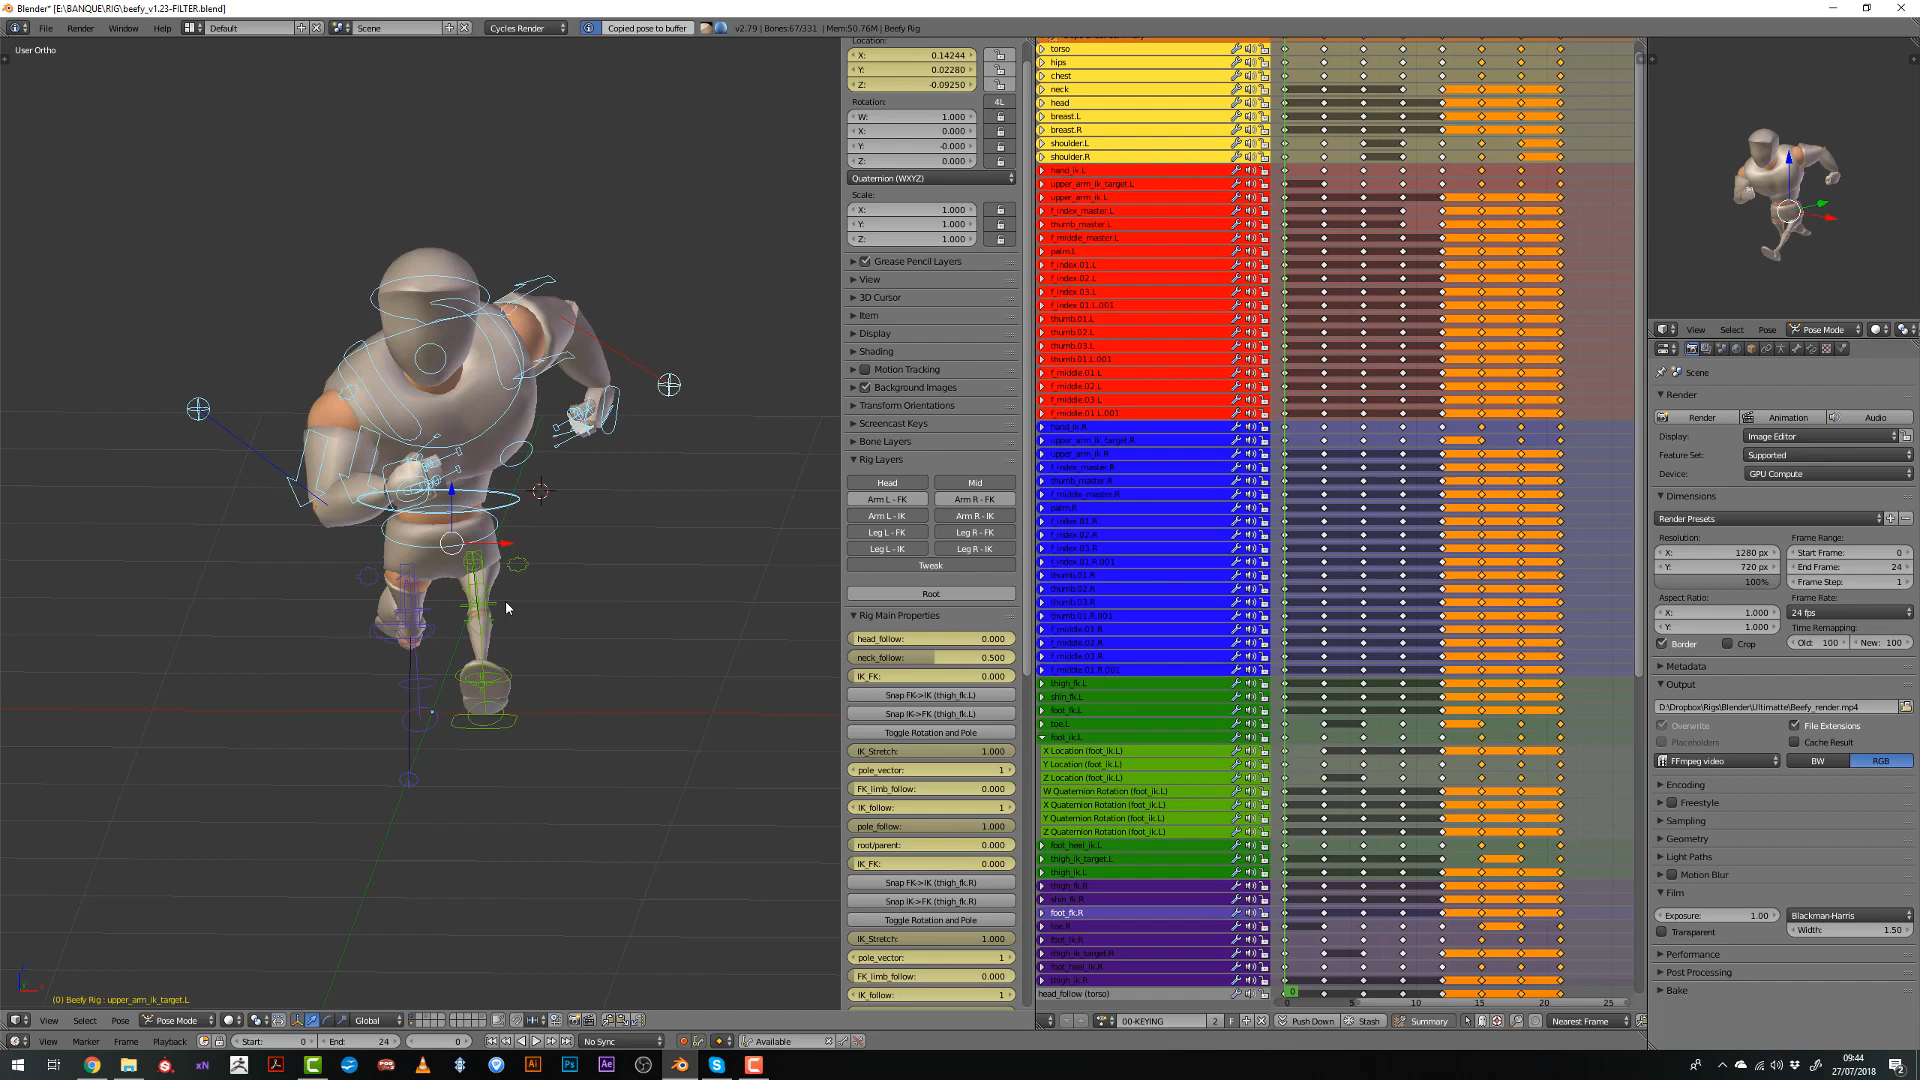 Blender* [E:\BANQUE\RIG\beefy_v1.23-FILTER.blend]
File Render Window Help Default Scene Cycles Render Copied pose to buffer v2.79 | Bones:67/331 | Mem:50.76M | Beefy Rig
User Ortho
(0) Beefy Rig : upper_arm_ik_target.L
Location:
X: 0.14244
Y: 0.02280
Z: -0.09250
Rotation: 4L
W: 1.000
X: 0.000
Y: -0.000
Z: 0.000
Quaternion (WXYZ)
Scale:
X: 1.000
Y: 1.000
Z: 1.000
Grease Pencil Layers
View
3D Cursor
Item
Display
Shading
Motion Tracking
Background Images
Transform Orientations
Screencast Keys
Bone Layers
Rig Layers
Head Mid
Arm L - FK Arm R - FK
Arm L - IK Arm R - IK
Leg L - FK Leg R - FK
Leg L - IK Leg R - IK
Tweak
Root
Rig Main Properties
head_follow: 0.000
neck_follow: 0.500
IK_FK: 0.000
Snap FK->IK (thigh_fk.L)
Snap IK->FK (thigh_fk.L)
Toggle Rotation and Pole
IK_Stretch: 1.000
pole_vector: 1
FK_limb_follow: 0.000
IK_follow: 1
pole_follow: 1.000
root/parent: 0.000
IK_FK: 0.000
Snap FK->IK (thigh_fk.R)
Snap IK->FK (thigh_fk.R)
Toggle Rotation and Pole
IK_Stretch: 1.000
pole_vector: 1
FK_limb_follow: 0.000
IK_follow: 1
torso
hips
chest
neck
head
breast.L
breast.R
shoulder.L
shoulder.R
hand_ik.L
upper_arm_ik_target.L
upper_arm_ik.L
f_index_master.L
thumb_master.L
f_middle_master.L
palm.L
f_index.01.L
f_index.02.L
f_index.03.L
f_index.01.L.001
thumb.01.L
thumb.02.L
thumb.03.L
thumb.01.L.001
f_middle.01.L
f_middle.02.L
f_middle.03.L
f_middle.01.L.001
hand_ik.R
upper_arm_ik_target.R
upper_arm_ik.R
f_index_master.R
thumb_master.R
f_middle_master.R
palm.R
f_index.01.R
f_index.02.R
f_index.03.R
f_index.01.R.001
thumb.01.R
thumb.02.R
thumb.03.R
thumb.01.R.001
f_middle.01.R
f_middle.02.R
f_middle.03.R
f_middle.01.R.001
thigh_fk.L
shin_fk.L
foot_fk.L
toe.L
foot_ik.L
X Location (foot_ik.L)
Y Location (foot_ik.L)
Z Location (foot_ik.L)
W Quaternion Rotation (foot_ik.L)
X Quaternion Rotation (foot_ik.L)
Y Quaternion Rotation (foot_ik.L)
Z Quaternion Rotation (foot_ik.L)
foot_heel_ik.L
thigh_ik_target.L
thigh_ik.L
thigh_fk.R
shin_fk.R
foot_fk.R
toe.R
foot_ik.R
thigh_ik_target.R
foot_heel_ik.R
thigh_ik.R
head_follow (torso)
0
0 5 10 15 20 25
View Select Pose Pose Mode
Scene
Render
Render Animation Audio
Display: Image Editor
Feature Set: Supported
Device: GPU Compute
Dimensions
Render Presets
Resolution: Frame Range:
X: 1280 px Start Frame: 0
Y: 720 px End Frame: 24
100% Frame Step: 1
Aspect Ratio: Frame Rate:
X: 1.000 24 fps
Y: 1.000 Time Remapping:
Border Crop Old: 100 New: 100
Metadata
Output
D:\Dropbox\Rigs\Blender\Ultimatte\Beefy_render.mp4
Overwrite File Extensions
Placeholders Cache Result
FFmpeg video BW RGB
Encoding
Freestyle
Sampling
Geometry
Light Paths
Motion Blur
Film
Exposure: 1.00 Blackman-Harris
Transparent Width: 1.50
Performance
Post Processing
Bake
View Select Pose Pose Mode Global
00-KEYING 2 F Push Down Stash Summary Nearest Frame
View Marker Frame Playback Start: 0 End: 24 0 No Sync Available
xN Ai Ps Ae
09:44
27/07/2018
2